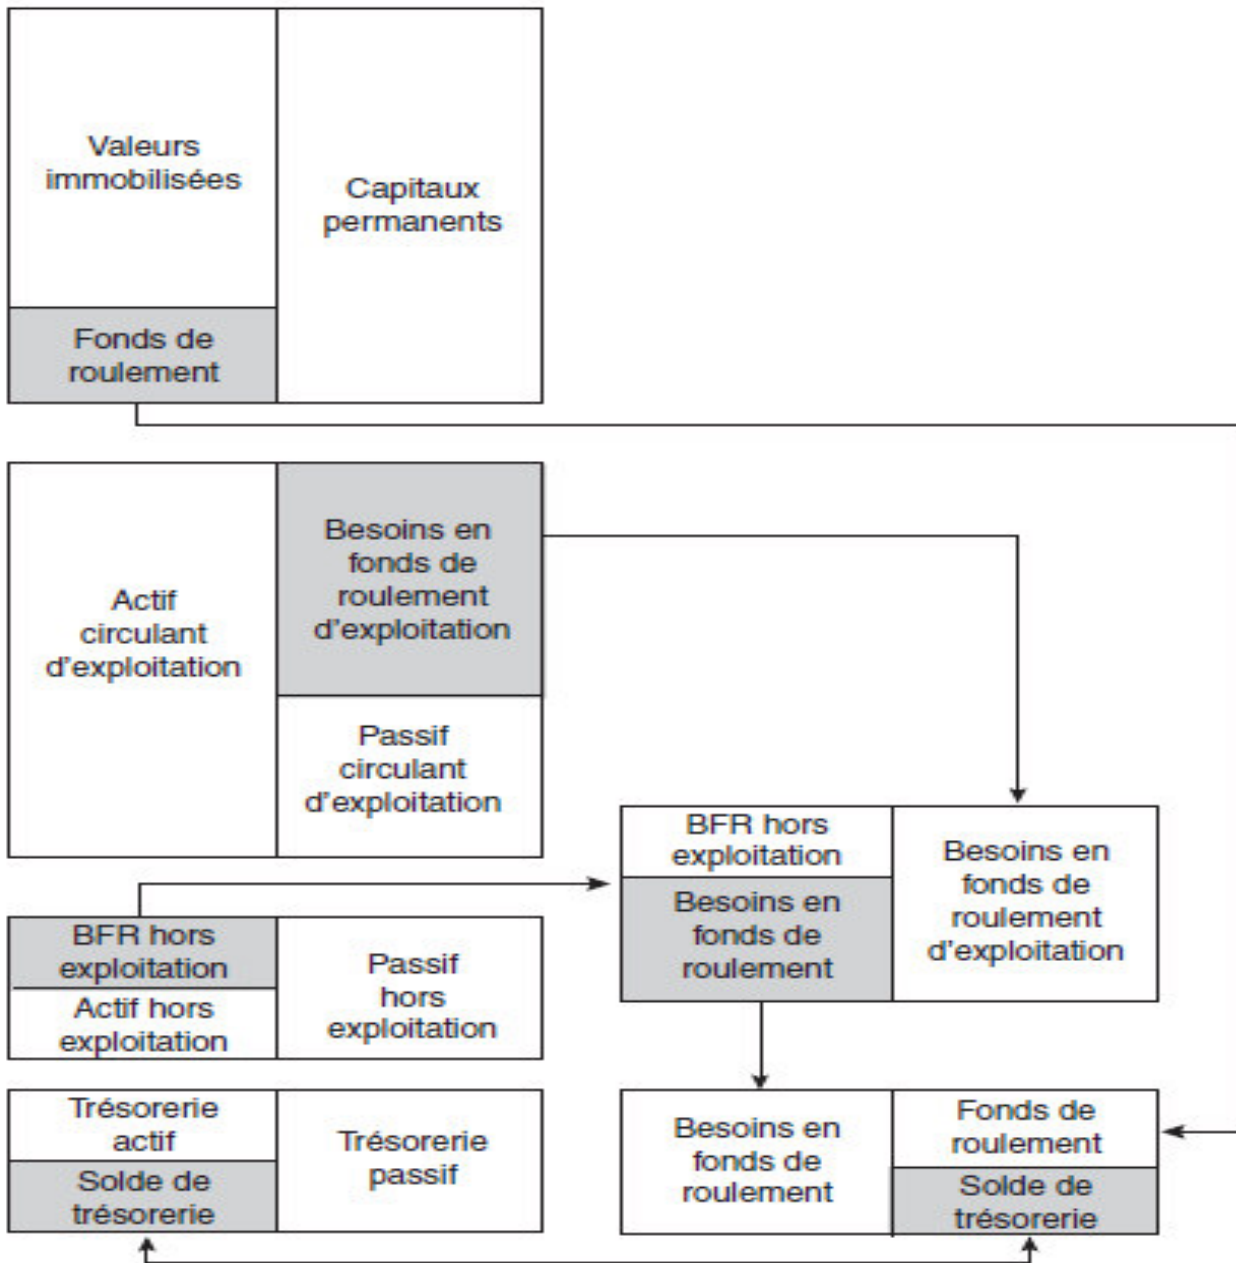 Valeurs
immobilisées
Capitaux
permanents
Fonds de
roulement
Actif
circulant
d'exploitation
Besoins en
fonds de
roulement
d'exploitation
Passif
circulant
d'exploitation
BFR hors
exploitation
Besoins en
fonds de
roulement
Besoins en
fonds de
roulement
d'exploitation
BFR hors
exploitation
Actif hors
exploitation
Passif
hors
exploitation
Trésorerie
actif
Solde de
trésorerie
Trésorerie
passif
Besoins en
fonds de
roulement
Fonds de
roulement
Solde de
trésorerie